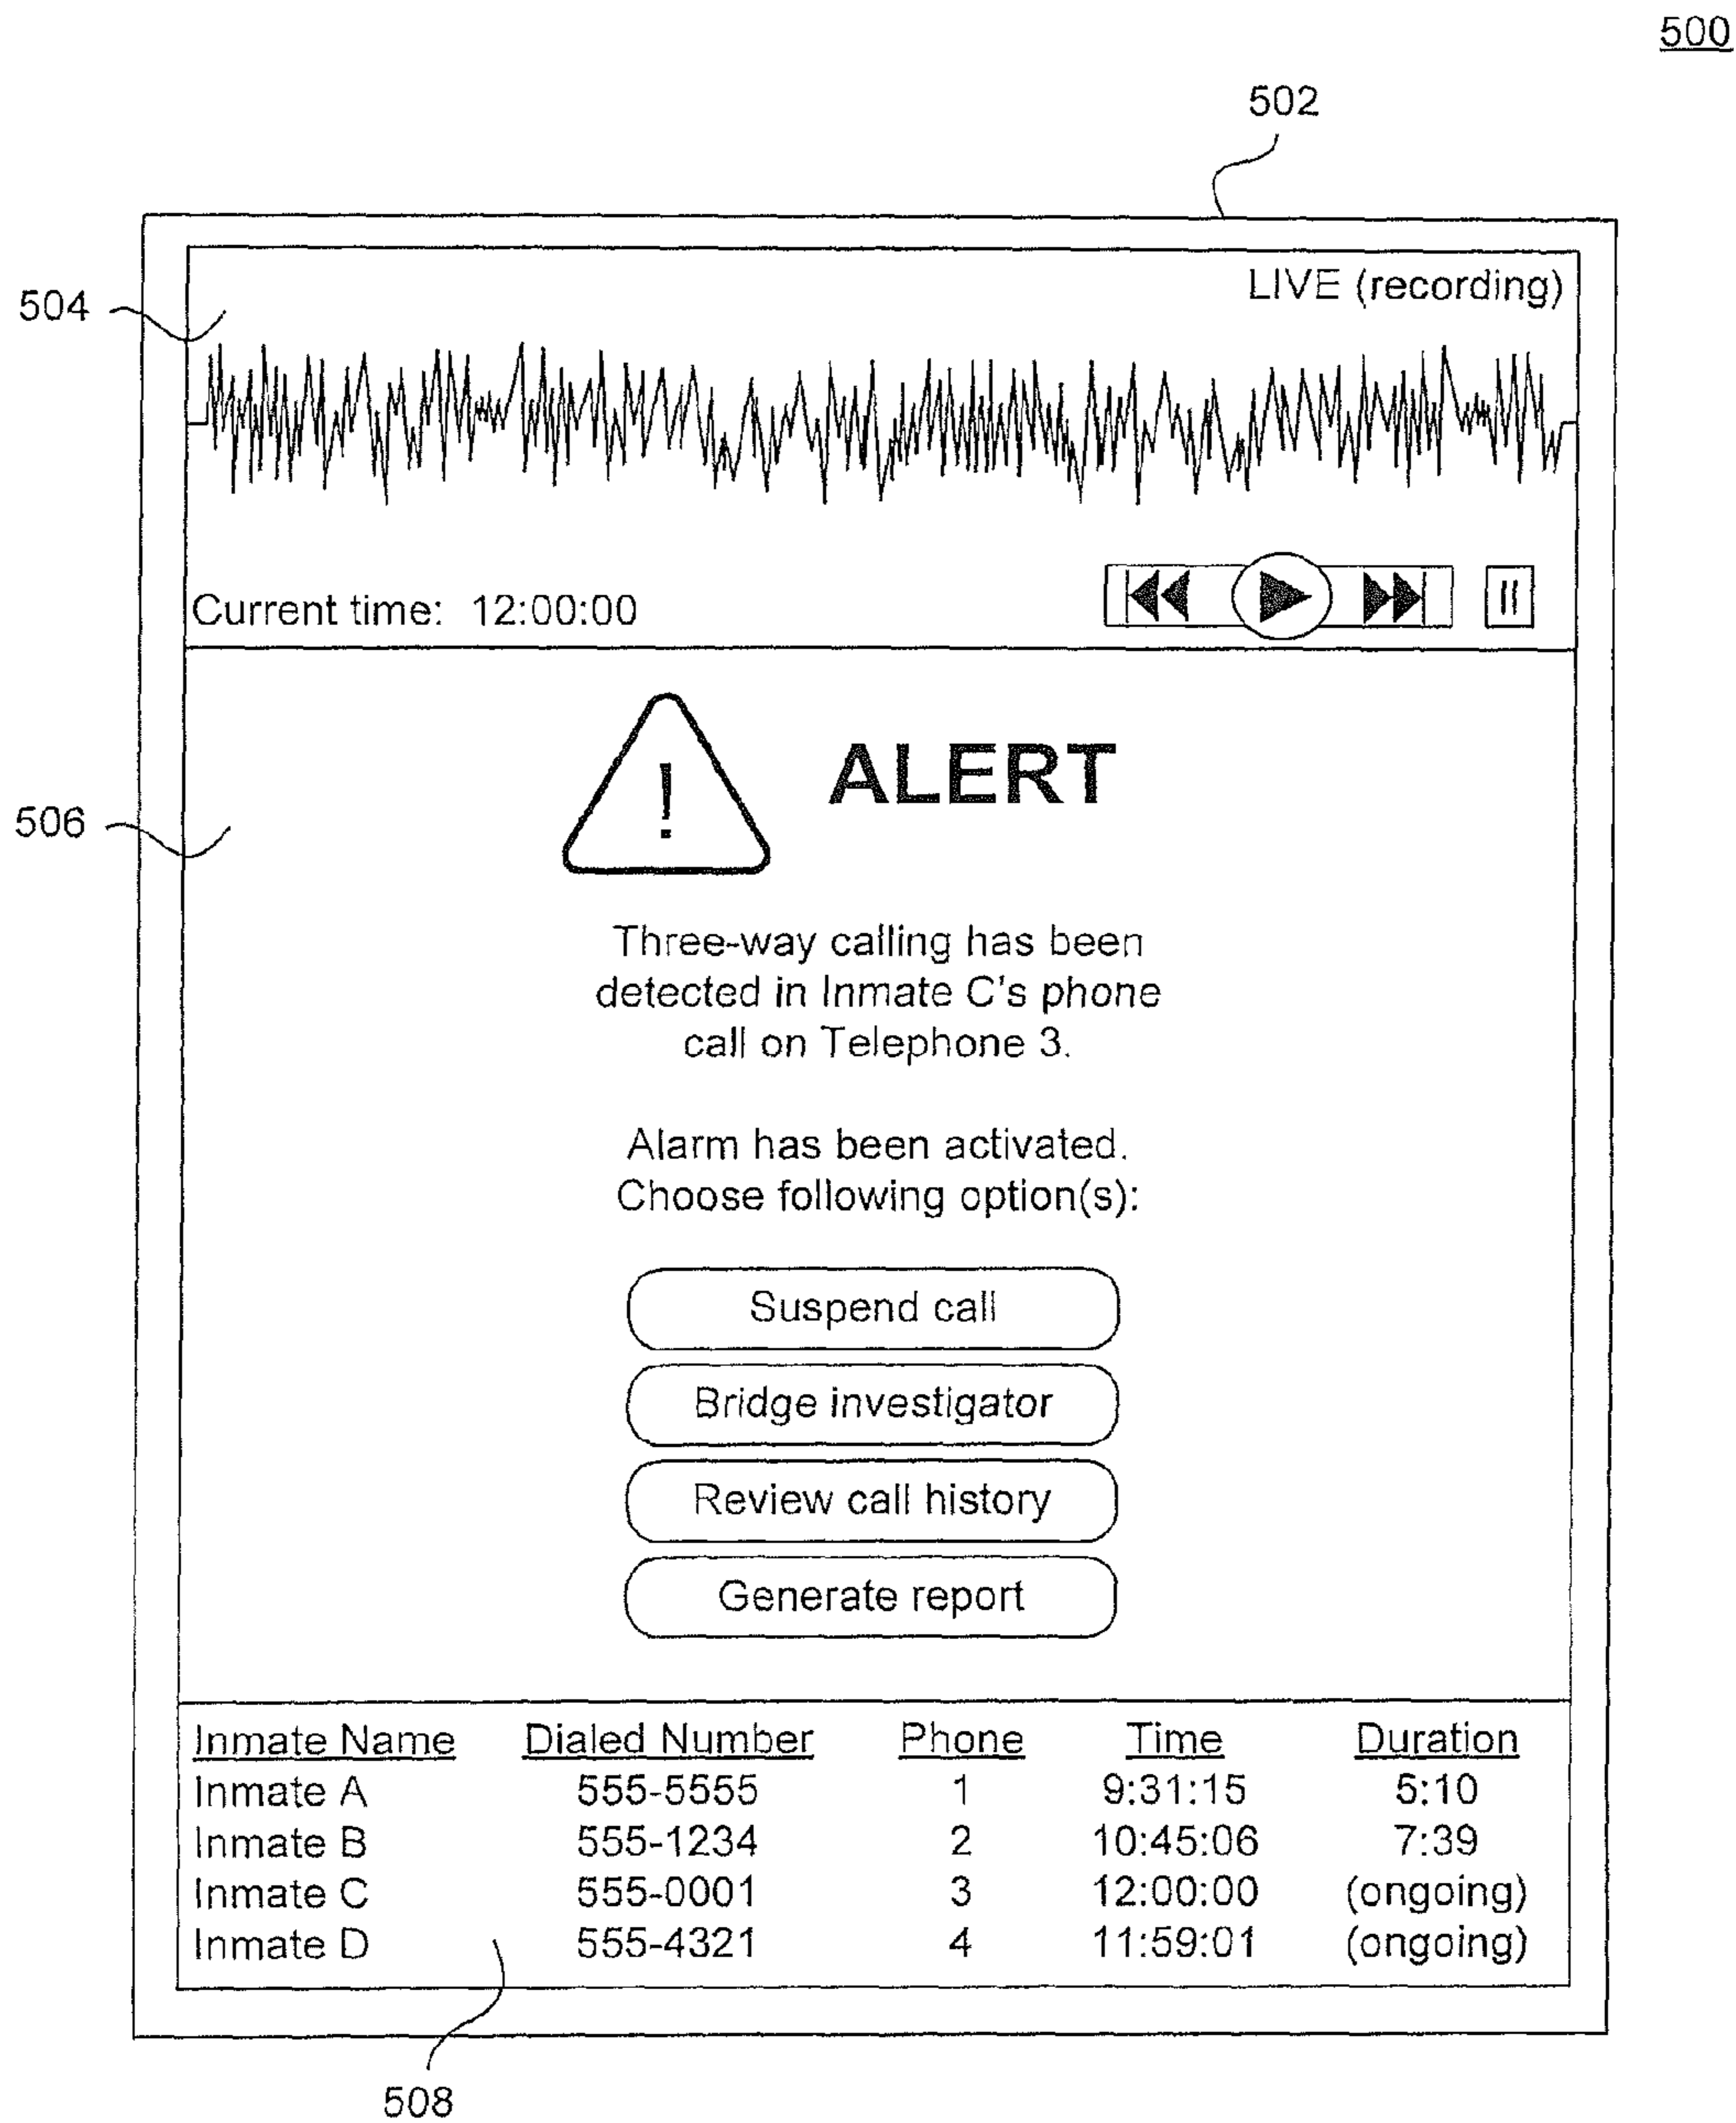 500
502
504
LIVE (recording)
Current time: 12:00:00
506
!
ALERT
Three-way calling has been
detected in Inmate C's phone
call on Telephone 3.
Alarm has been activated.
Choose following option(s):
Suspend call
Bridge investigator
Review call history
Generate report
Inmate Name Dialed Number Phone Time Duration
Inmate A 555-5555 1 9:31:15 5:10
Inmate B 555-1234 2 10:45:06 7:39
Inmate C 555-0001 3 12:00:00 (ongoing)
Inmate D 555-4321 4 11:59:01 (ongoing)
508